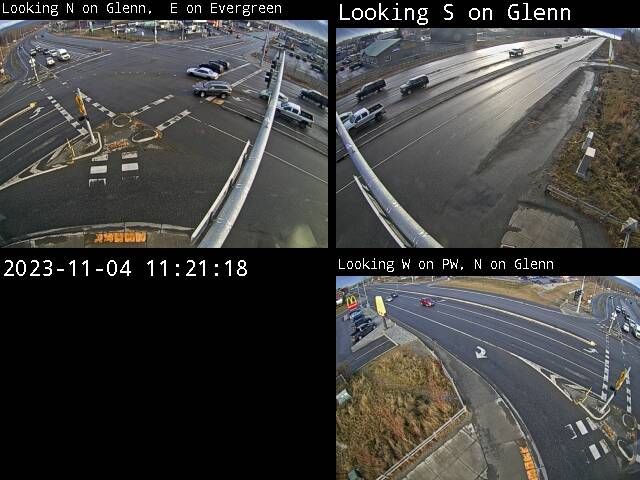 Looking N on Glenn,  E on Evergreen
Looking S on Glenn
2023-11-04 11:21:18
Looking W on PW, N on Glenn